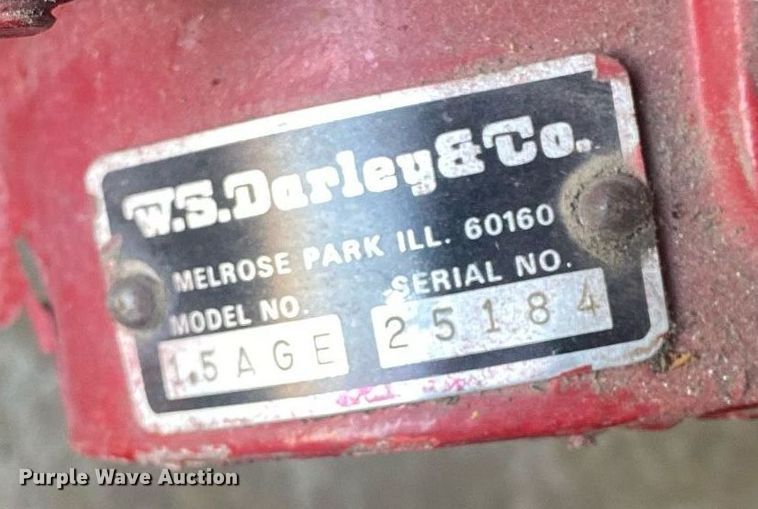 W.S.Darley&Co.
MELROSE PARK ILL. 60160
MODEL NO. SERIAL NO.
1.5AGE 25184
Purple Wave Auction